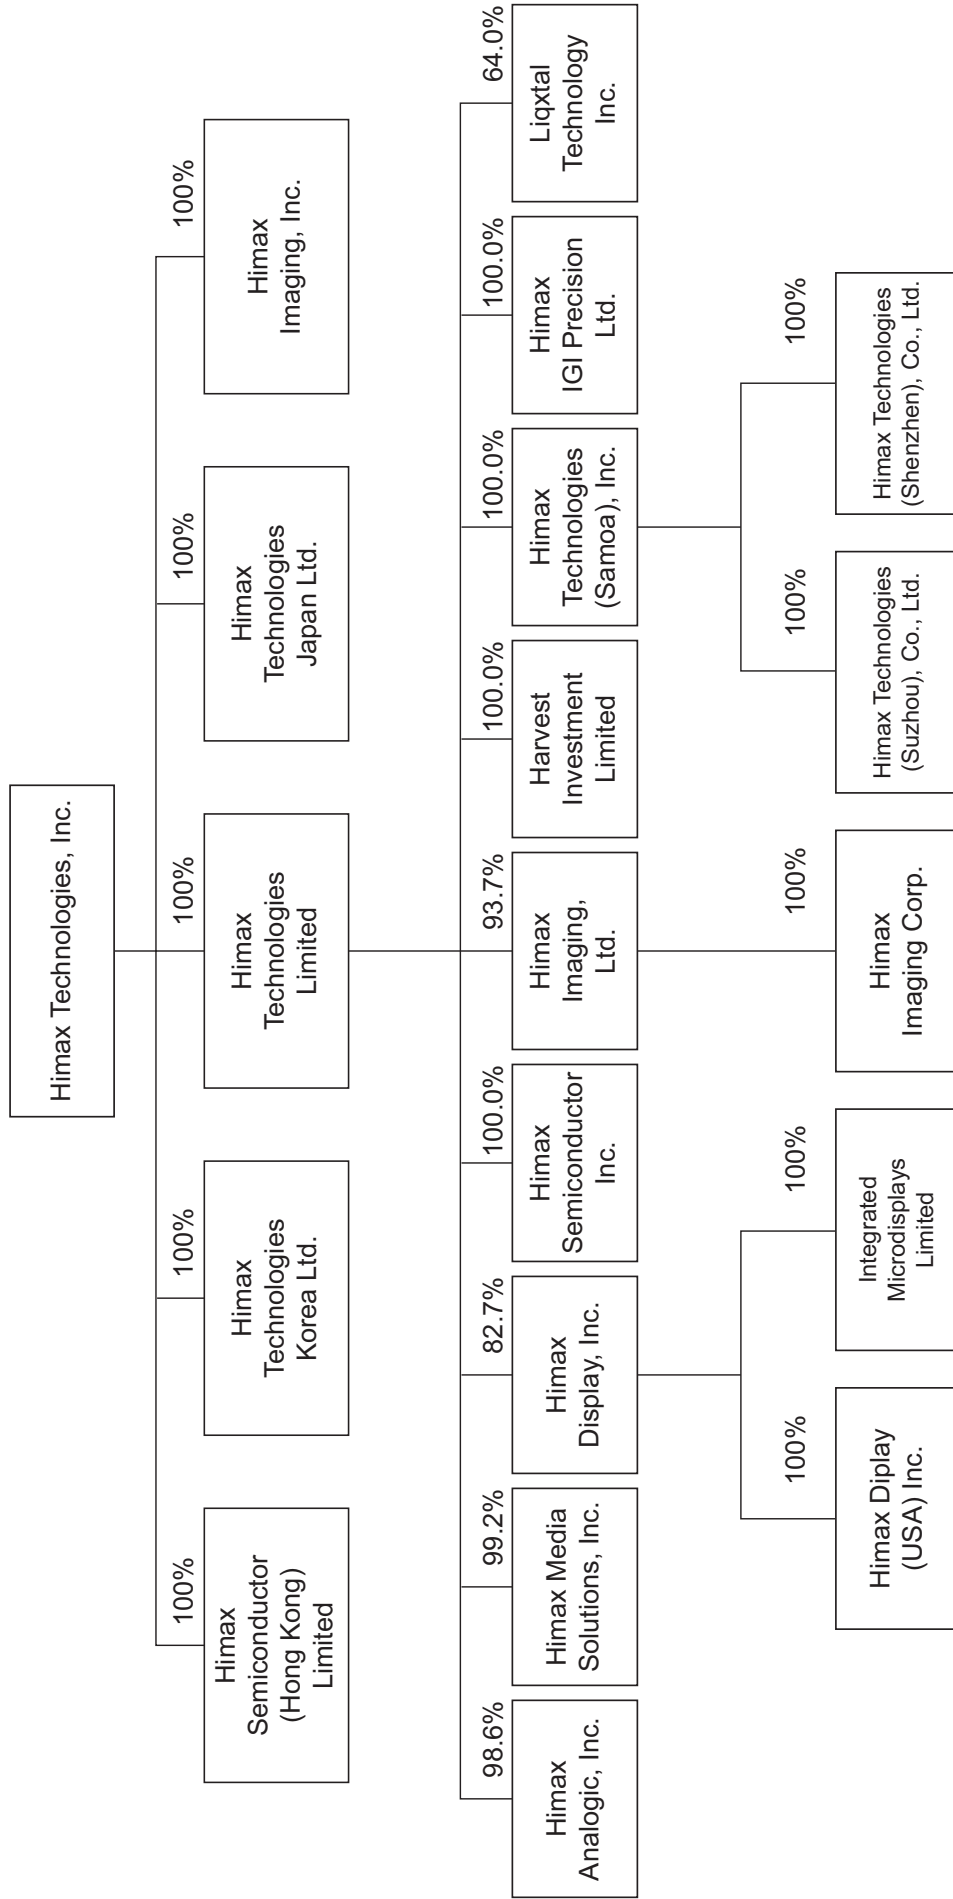 Himax Technologies, Inc.
100%
Himax
Semiconductor
(Hong Kong)
Limited
100%
Himax
Technologies
Korea Ltd.
100%
Himax
Technologies
Limited
100%
Himax
Technologies
Japan Ltd.
100%
Himax
Imaging, Inc.
98.6%
Himax
Analogic, Inc.
99.2%
Himax Media
Solutions, Inc.
82.7%
Himax
Display, Inc.
100.0%
Himax
Semiconductor
Inc.
93.7%
Himax
Imaging,
Ltd.
100.0%
Harvest
Investment
Limited
100.0%
Himax
Technologies
(Samoa), Inc.
100.0%
Himax
IGI Precision
Ltd.
64.0%
Liqxtal
Technology
Inc.
100%
Himax Diplay
(USA) Inc.
100%
Integrated
Microdisplays
Limited
100%
Himax
Imaging Corp.
100%
Himax Technologies
(Suzhou), Co., Ltd.
100%
Himax Technologies
(Shenzhen), Co., Ltd.